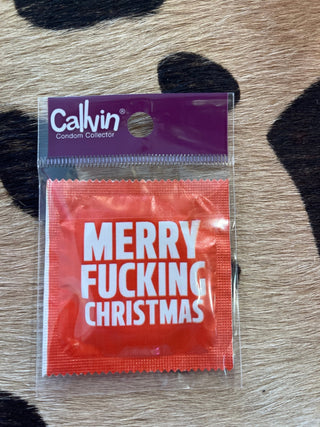 Callvin®
Condom Collector
MERRY
FUCKING
CHRISTMAS